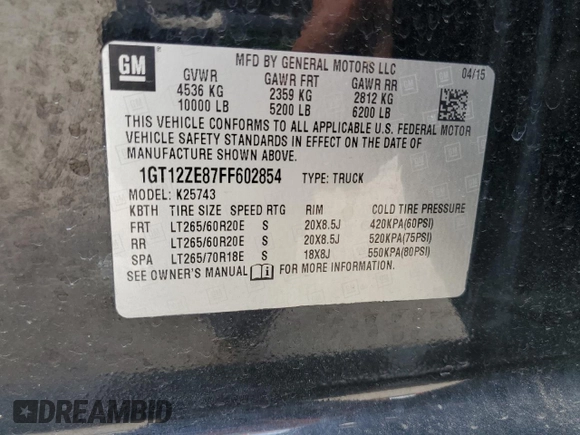 GM
MFD BY GENERAL MOTORS LLC
GVWR GAWR FRT GAWR RR 04/15
4536 KG 2359 KG 2812 KG
10000 LB 5200 LB 6200 LB
THIS VEHICLE CONFORMS TO ALL APPLICABLE U.S. FEDERAL MOTOR
VEHICLE SAFETY STANDARDS IN EFFECT ON THE DATE OF
MANUFACTURE SHOWN ABOVE.
1GT12ZE87FF602854 TYPE: TRUCK
MODEL: K25743
KBTH TIRE SIZE SPEED RTG RIM COLD TIRE PRESSURE
FRT LT265/60R20E S 20X8.5J 420KPA(60PSI)
RR LT265/60R20E S 20X8.5J 520KPA(75PSI)
SPA LT265/70R18E S 18X8J 550KPA(80PSI)
SEE OWNER'S MANUAL FOR MORE INFORMATION.
DREAMBID